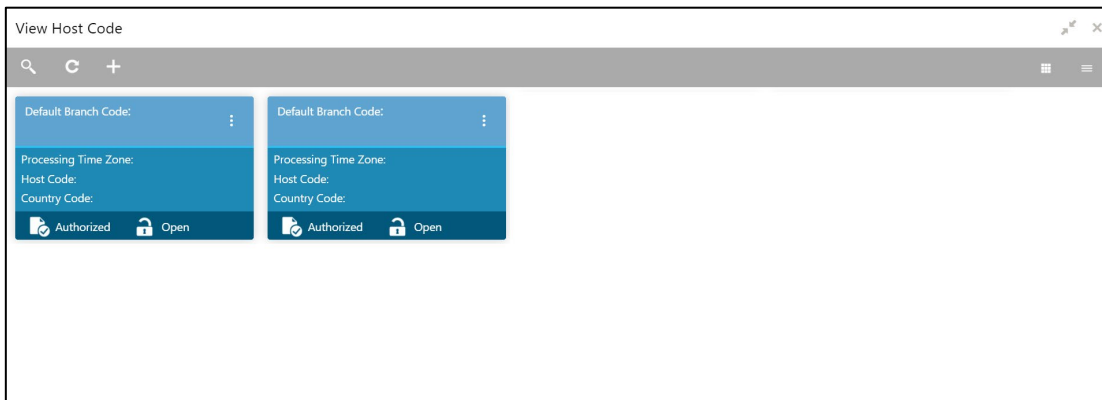 View Host Code
Default Branch Code:
Processing Time Zone:
Host Code:
Country Code:
Authorized Open
Default Branch Code:
Processing Time Zone:
Host Code:
Country Code:
Authorized Open